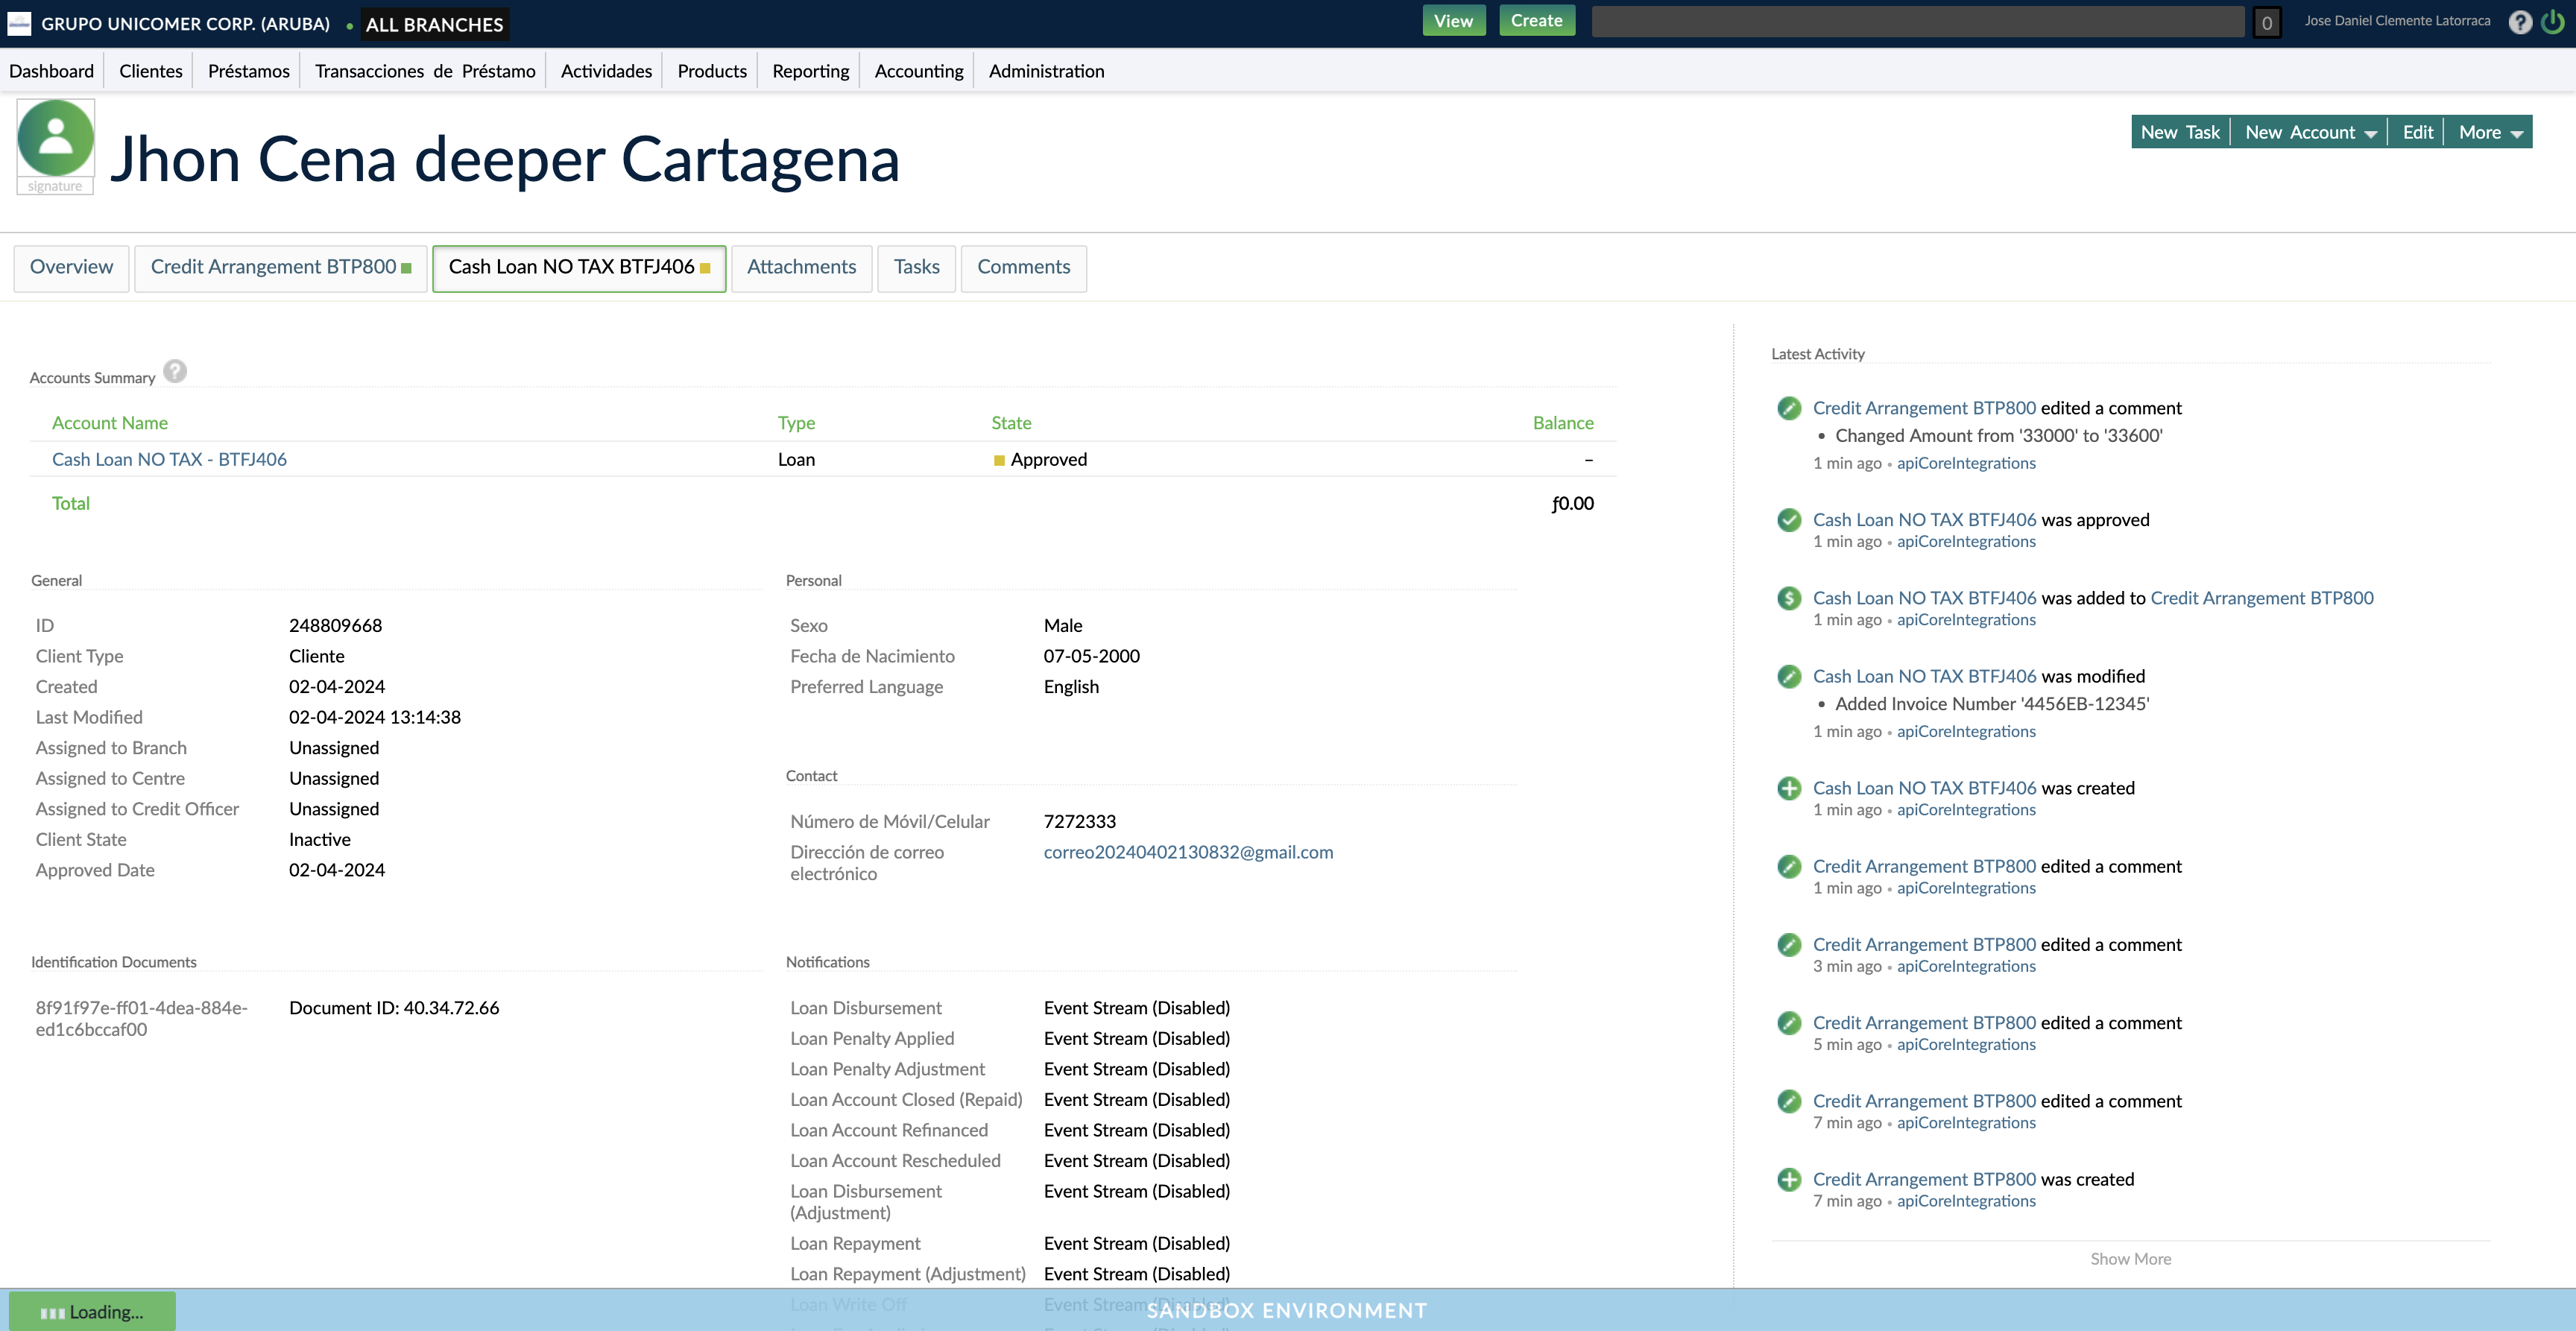 GRUPO UNICOMER CORP. (ARUBA) • ALL BRANCHES
View Create 0 Jose Daniel Clemente Latorraca ?
Dashboard Clientes Préstamos Transacciones de Préstamo Actividades Products Reporting Accounting Administration
signature
Jhon Cena deeper Cartagena
New Task New Account Edit More
Overview Credit Arrangement BTP800 Cash Loan NO TAX BTFJ406 Attachments Tasks Comments
Accounts Summary ?
Account Name Type State Balance
Cash Loan NO TAX - BTFJ406 Loan Approved –
Total ƒ0.00
General
ID 248809668
Client Type Cliente
Created 02-04-2024
Last Modified 02-04-2024 13:14:38
Assigned to Branch Unassigned
Assigned to Centre Unassigned
Assigned to Credit Officer Unassigned
Client State Inactive
Approved Date 02-04-2024
Identification Documents
8f91f97e-ff01-4dea-884e- Document ID: 40.34.72.66
ed1c6bccaf00
Personal
Sexo Male
Fecha de Nacimiento 07-05-2000
Preferred Language English
Contact
Número de Móvil/Celular 7272333
Dirección de correo correo20240402130832@gmail.com
electrónico
Notifications
Loan Disbursement Event Stream (Disabled)
Loan Penalty Applied Event Stream (Disabled)
Loan Penalty Adjustment Event Stream (Disabled)
Loan Account Closed (Repaid) Event Stream (Disabled)
Loan Account Refinanced Event Stream (Disabled)
Loan Account Rescheduled Event Stream (Disabled)
Loan Disbursement Event Stream (Disabled)
(Adjustment)
Loan Repayment Event Stream (Disabled)
Loan Repayment (Adjustment) Event Stream (Disabled)
Loan Write Off Event Stream
Latest Activity
Credit Arrangement BTP800 edited a comment
• Changed Amount from '33000' to '33600'
1 min ago • apiCoreIntegrations
Cash Loan NO TAX BTFJ406 was approved
1 min ago • apiCoreIntegrations
$ Cash Loan NO TAX BTFJ406 was added to Credit Arrangement BTP800
1 min ago • apiCoreIntegrations
Cash Loan NO TAX BTFJ406 was modified
• Added Invoice Number '4456EB-12345'
1 min ago • apiCoreIntegrations
Cash Loan NO TAX BTFJ406 was created
1 min ago • apiCoreIntegrations
Credit Arrangement BTP800 edited a comment
1 min ago • apiCoreIntegrations
Credit Arrangement BTP800 edited a comment
3 min ago • apiCoreIntegrations
Credit Arrangement BTP800 edited a comment
5 min ago • apiCoreIntegrations
Credit Arrangement BTP800 edited a comment
7 min ago • apiCoreIntegrations
Credit Arrangement BTP800 was created
7 min ago • apiCoreIntegrations
Show More
Loading...
SANDBOX ENVIRONMENT